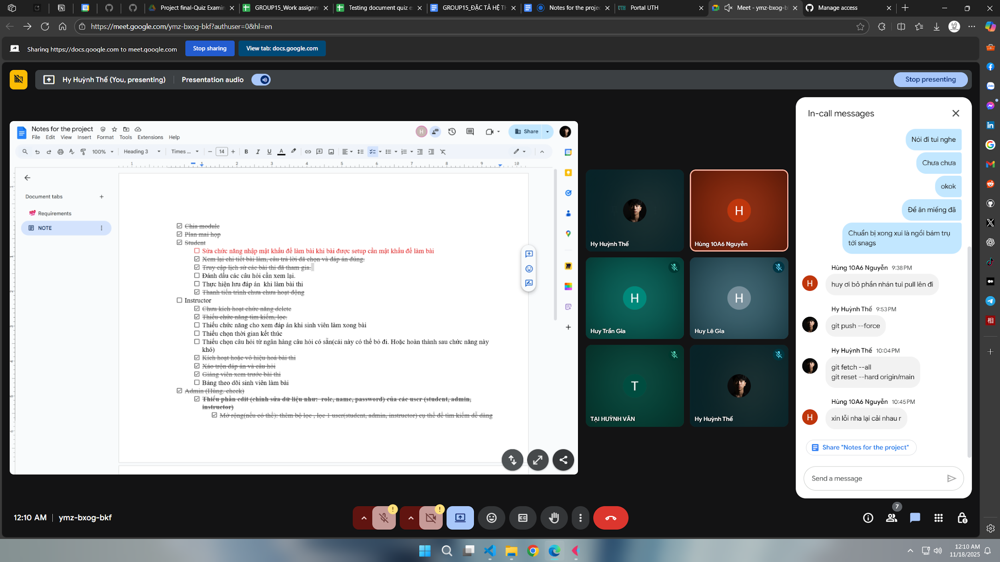 18
Project final-Quiz Examin
GROUP15_Work assignm
Testing document quiz e
GROUP15_ĐẶC TẢ HỆ TH
Notes for the projec
UTH Portal UTH
Meet - ymz-bxog-b
Manage access
https://meet.google.com/ymz-bxog-bkf?authuser=0&hl=en
Sharing https://docs.google.com to meet.google.com
Stop sharing
View tab: docs.google.com
Hy Huỳnh Thế (You, presenting)
Presentation audio
Stop presenting
Notes for the project
File Edit View Insert Format Tools Extensions Help
H
Share
100%
Heading 3
Times ...
14
B I U A
1 1 2 3 4 5 6 7 8 9 10
Document tabs
💯 Requirements
NOTE
Chia module
Plan mai họp
Student
Sửa chức năng nhập mật khẩu để làm bài khi bài được setup cần mật khẩu để làm bài
Xem lại chi tiết bài làm, câu trả lời đã chọn và đáp án đúng.
Truy cập lịch sử các bài thi đã tham gia.
Đánh dấu các câu hỏi cần xem lại.
Thực hiện lưu đáp án  khi làm bài thi
Thanh tiến trình chưa chưa hoạt động
Instructor
Chưa kích hoạt chức năng delete
Thiếu chức năng tìm kiếm, lọc.
Thiếu chức năng cho xem đáp án khi sinh viên làm xong bài
Thiếu chọn thời gian kết thúc
Thiếu chọn câu hỏi từ ngân hàng câu hỏi có sẵn(cái này có thể bỏ đi. Hoặc hoàn thành sau chức năng này
khó)
Kích hoạt hoặc vô hiệu hoá bài thi
Xáo trộn đáp án và câu hỏi
Giảng viên xem trước bài thi
Bảng theo dõi sinh viên làm bài
Admin (Hùng. check)
Thiếu phần edit (chỉnh sửa dữ liệu như:  role, name, password) của các user (student, admin,
instructor)
Mở rộng(nếu có thể): thêm bộ lọc , lọc 1 user(student, admin, instructor) cụ thể để tìm kiếm dễ dàng
Hy Huỳnh Thế
H
Hùng 10A6 Nguyễn
H
Huy Trần Gia
H
Huy Lê Gia
T
TẠI HUỲNH VĂN
Hy Huỳnh Thế
In-call messages
Nói đi tui nghe
Chưa chưa
okok
Để ăn miếng đã
Chuẩn bị xong xui là ngồi bám trụ
tới snags
Hùng 10A6 Nguyễn 9:38 PM
H
huy ơi bỏ phần nhán tui pull lên đi
Hy Huỳnh Thế 9:53 PM
git push --force
Hy Huỳnh Thế 10:04 PM
git fetch --all
git reset --hard origin/main
Hùng 10A6 Nguyễn 10:45 PM
H
xin lỗi nha lại cải nhau r
Share "Notes for the project"
Send a message
12:10 AM | ymz-bxog-bkf
7
12:10 AM
11/18/2025